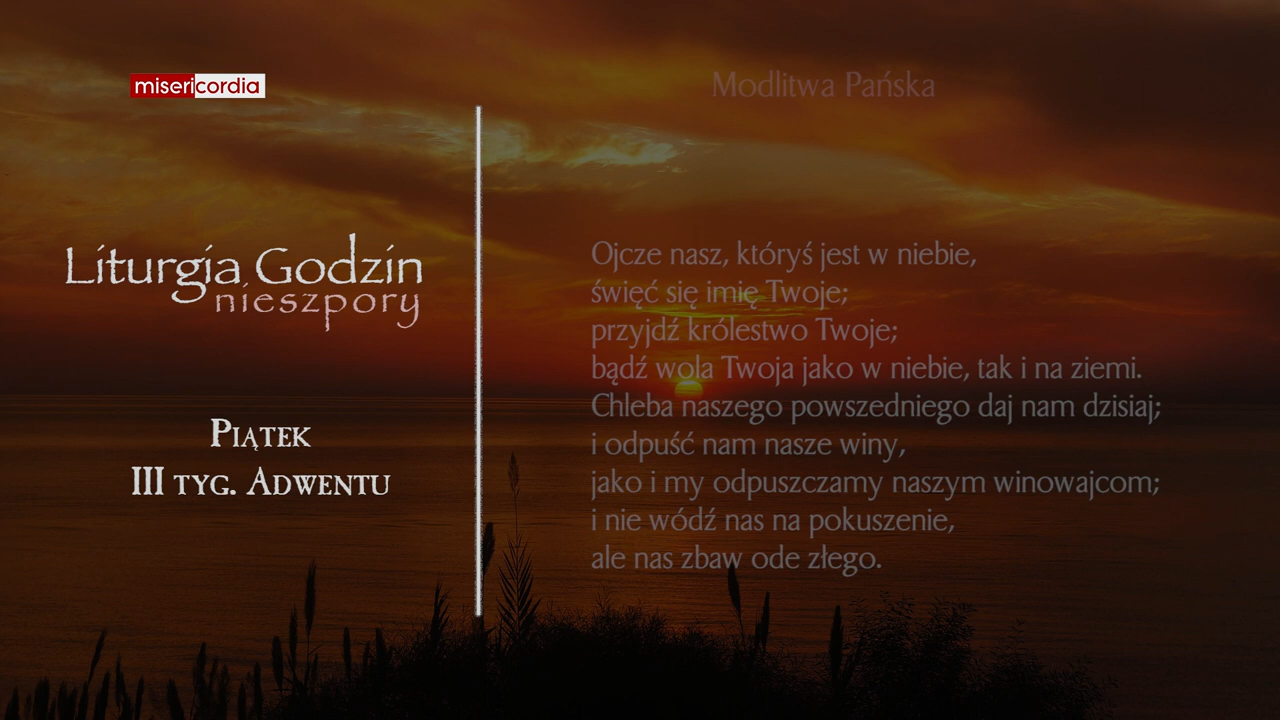 misericordia
Liturgia Godzin
nieszpory
Piątek
III tyg. Adwentu
Modlitwa Pańska
Ojcze nasz, któryś jest w niebie,
święć się imię Twoje;
przyjdź królestwo Twoje;
bądź wola Twoja jako w niebie, tak i na ziemi.
Chleba naszego powszedniego daj nam dzisiaj;
i odpuść nam nasze winy,
jako i my odpuszczamy naszym winowajcom;
i nie wódź nas na pokuszenie,
ale nas zbaw ode złego.